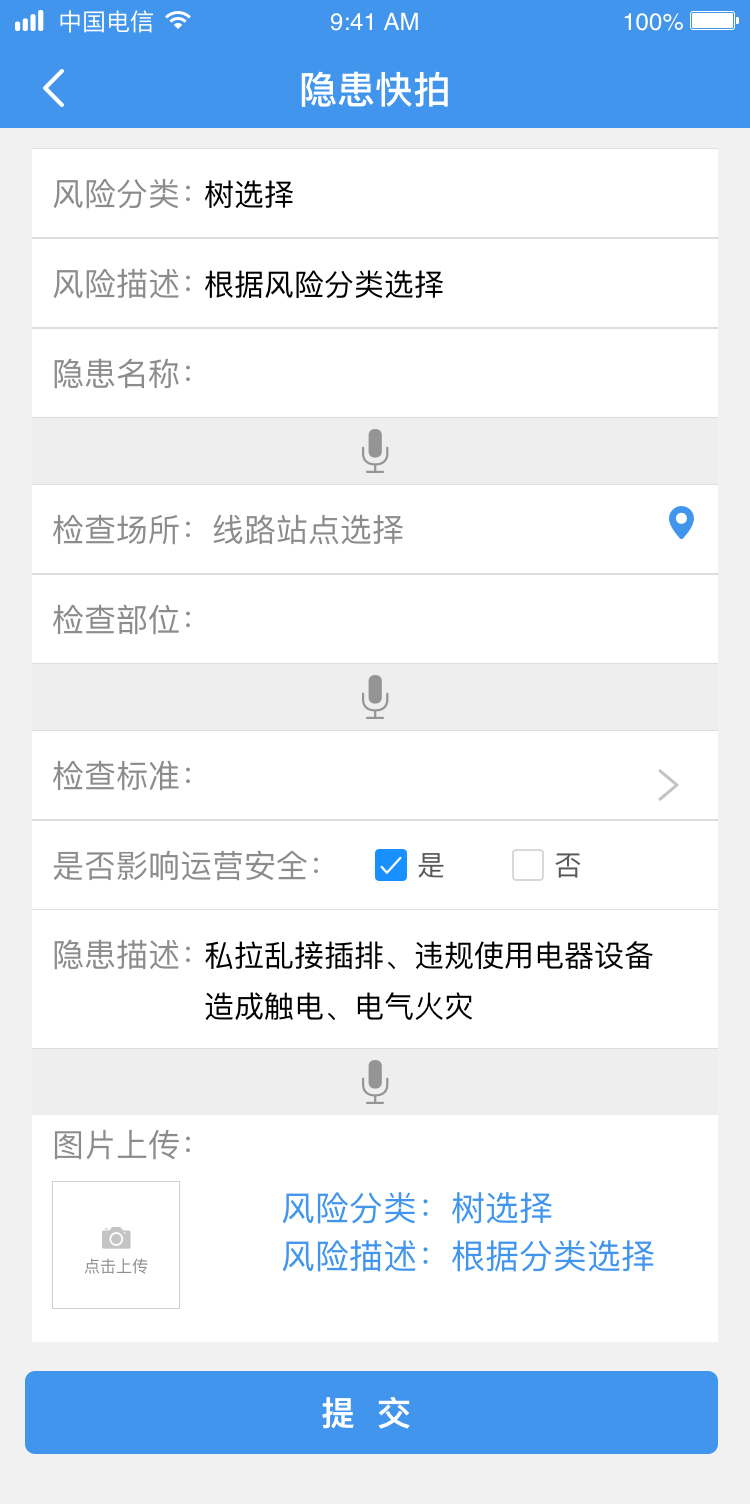 中国电信 9:41 AM 100%
隐患快拍
风险分类：树选择
风险描述：根据风险分类选择
隐患名称：
检查场所：线路站点选择
检查部位：
检查标准：
是否影响运营安全： 是 否
隐患描述：私拉乱接插排、违规使用电器设备
造成触电、电气火灾
图片上传：
点击上传
风险分类：树选择
风险描述：根据分类选择
提 交